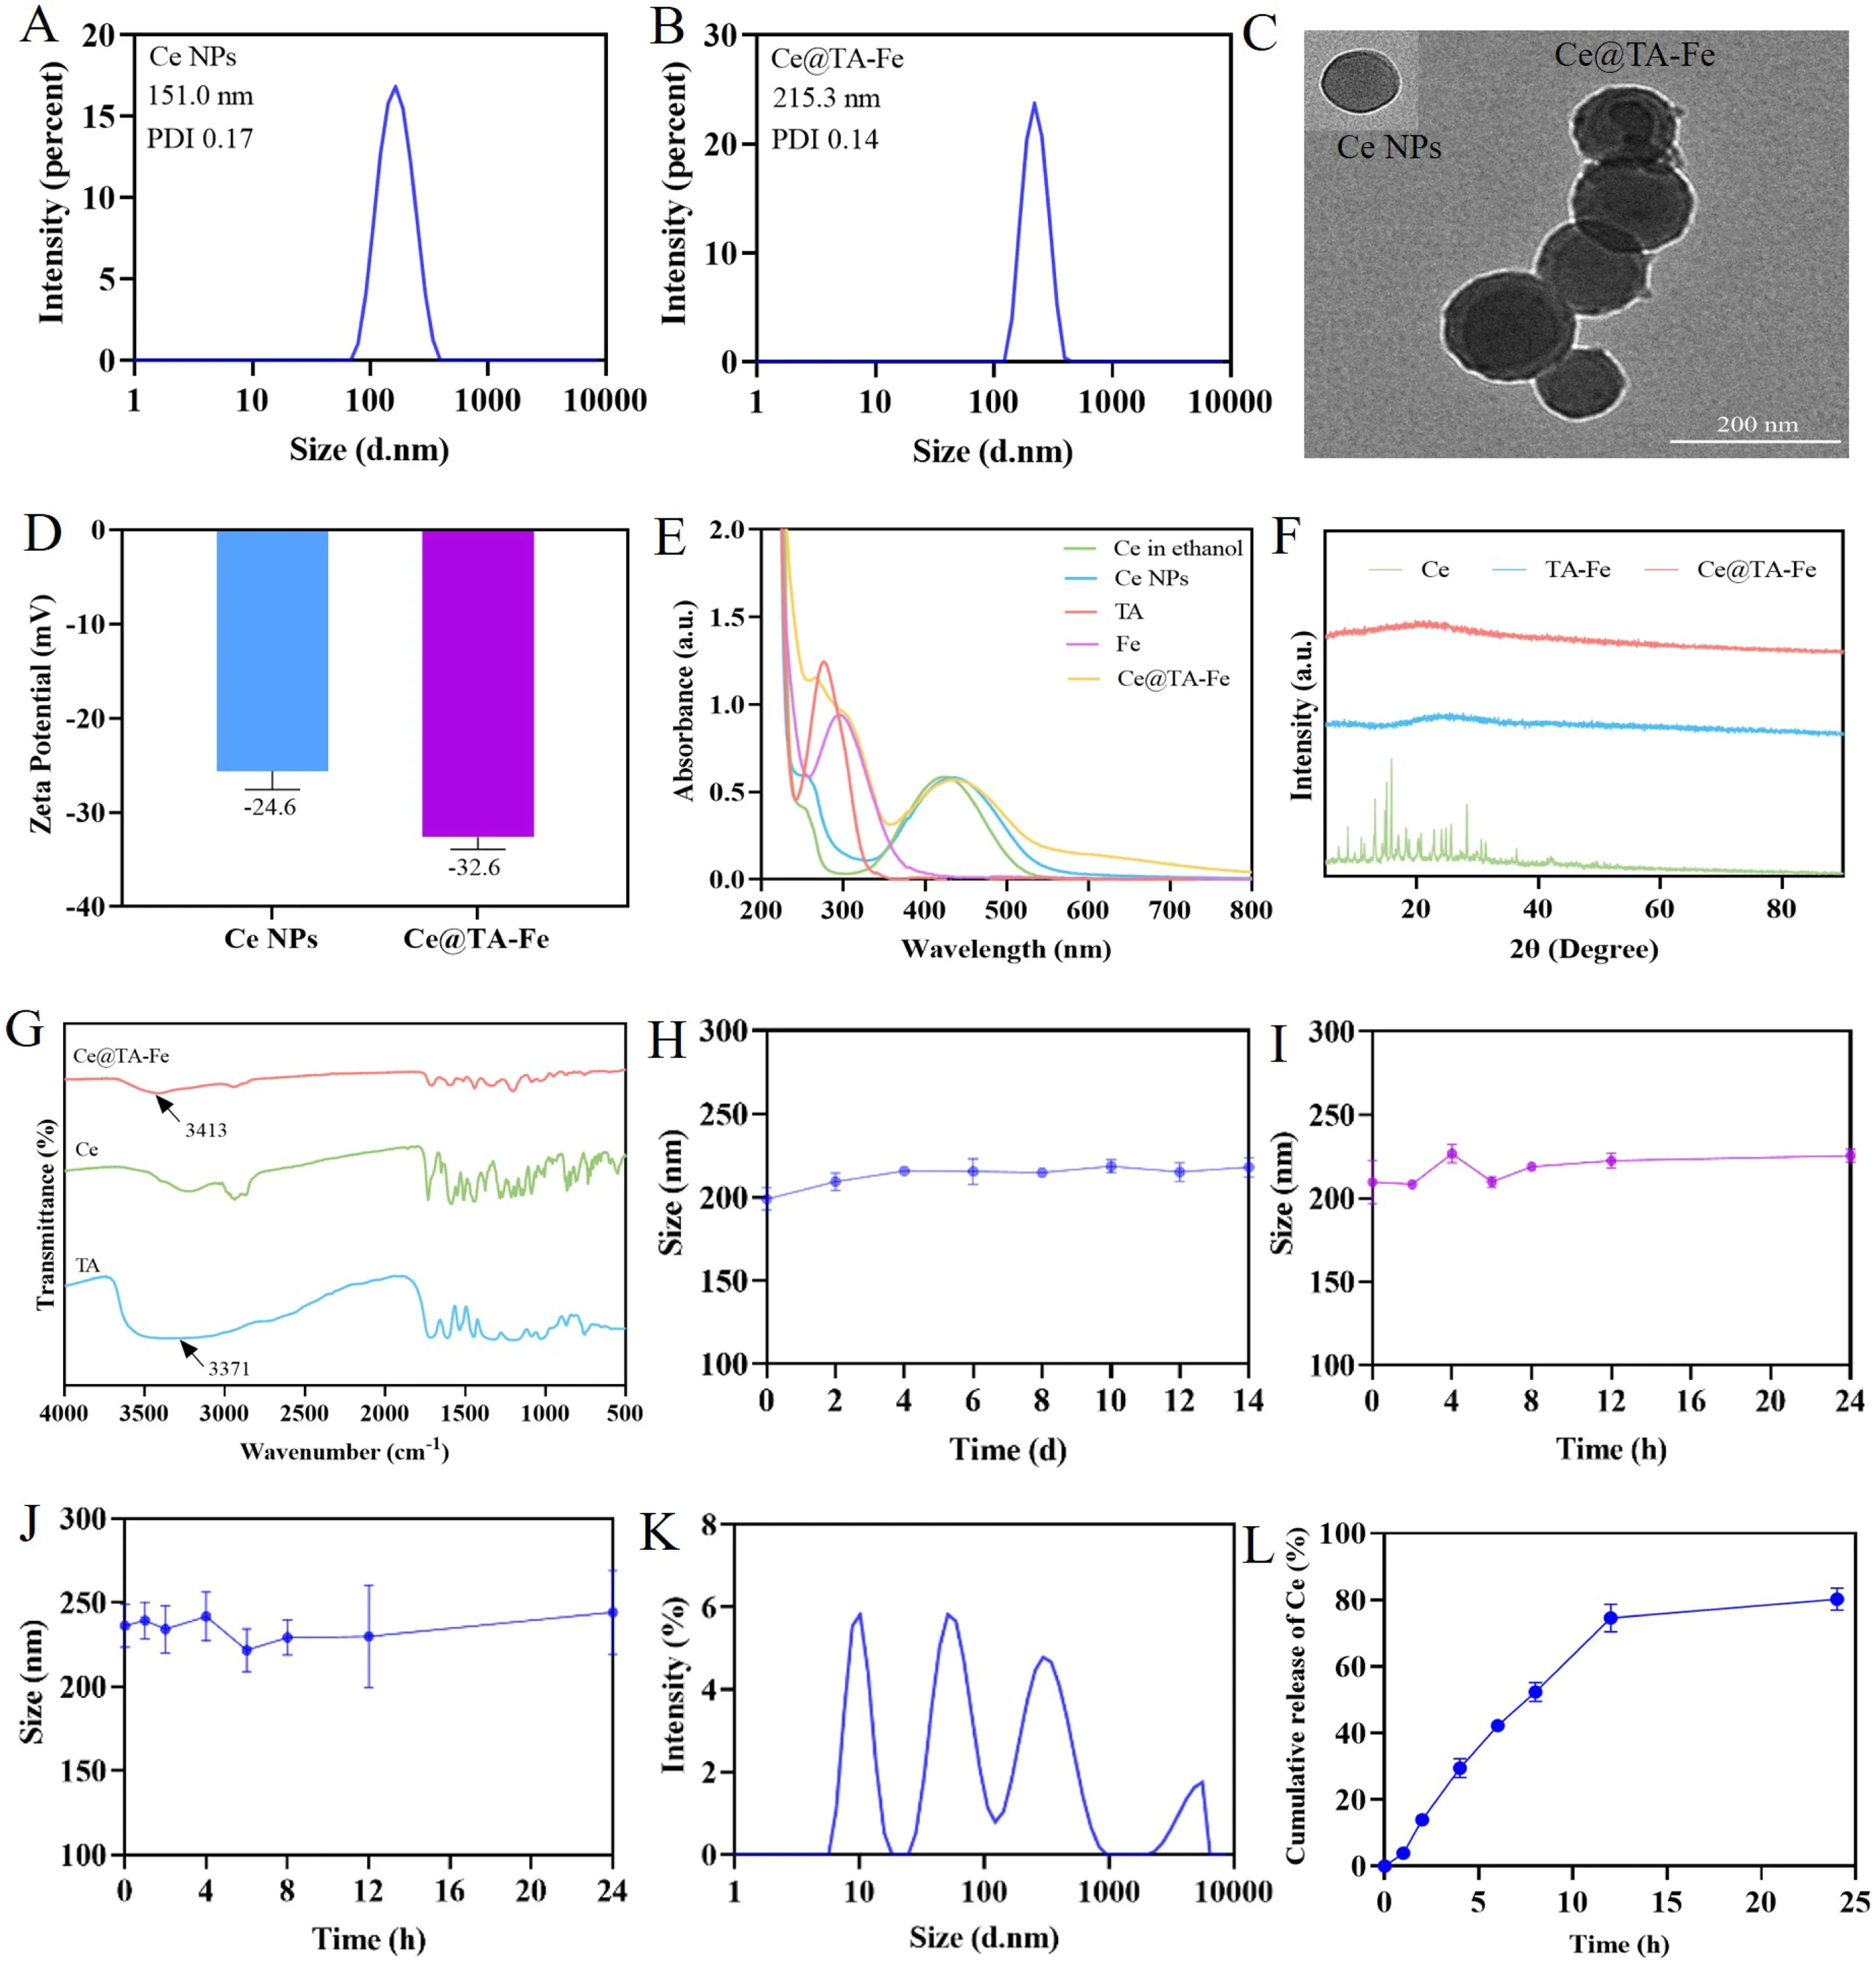 A
Ce NPs
151.0 nm
PDI 0.17
Intensity (percent)
20
15
10
5
0
1 10 100 1000 10000
Size (d.nm)
B
Ce@TA-Fe
215.3 nm
PDI 0.14
Intensity (percent)
30
20
10
0
1 10 100 1000 10000
Size (d.nm)
C
Ce@TA-Fe
Ce NPs
200 nm
D
Zeta Potential (mV)
0
-10
-20
-30
-40
-24.6
-32.6
Ce NPs Ce@TA-Fe
E
Absorbance (a.u.)
2.0
1.5
1.0
0.5
0.0
Ce in ethanol
Ce NPs
TA
Fe
Ce@TA-Fe
200 300 400 500 600 700 800
Wavelength (nm)
F
Intensity (a.u.)
Ce TA-Fe Ce@TA-Fe
20 40 60 80
2θ (Degree)
G
Transmittance (%)
Ce@TA-Fe
3413
Ce
TA
3371
4000 3500 3000 2500 2000 1500 1000 500
Wavenumber (cm-1)
H
Size (nm)
300
250
200
150
100
0 2 4 6 8 10 12 14
Time (d)
I
Size (nm)
300
250
200
150
100
0 4 8 12 16 20 24
Time (h)
J
Size (nm)
300
250
200
150
100
0 4 8 12 16 20 24
Time (h)
K
Intensity (%)
8
6
4
2
0
1 10 100 1000 10000
Size (d.nm)
L
Cumulative release of Ce (%)
100
80
60
40
20
0
0 5 10 15 20 25
Time (h)